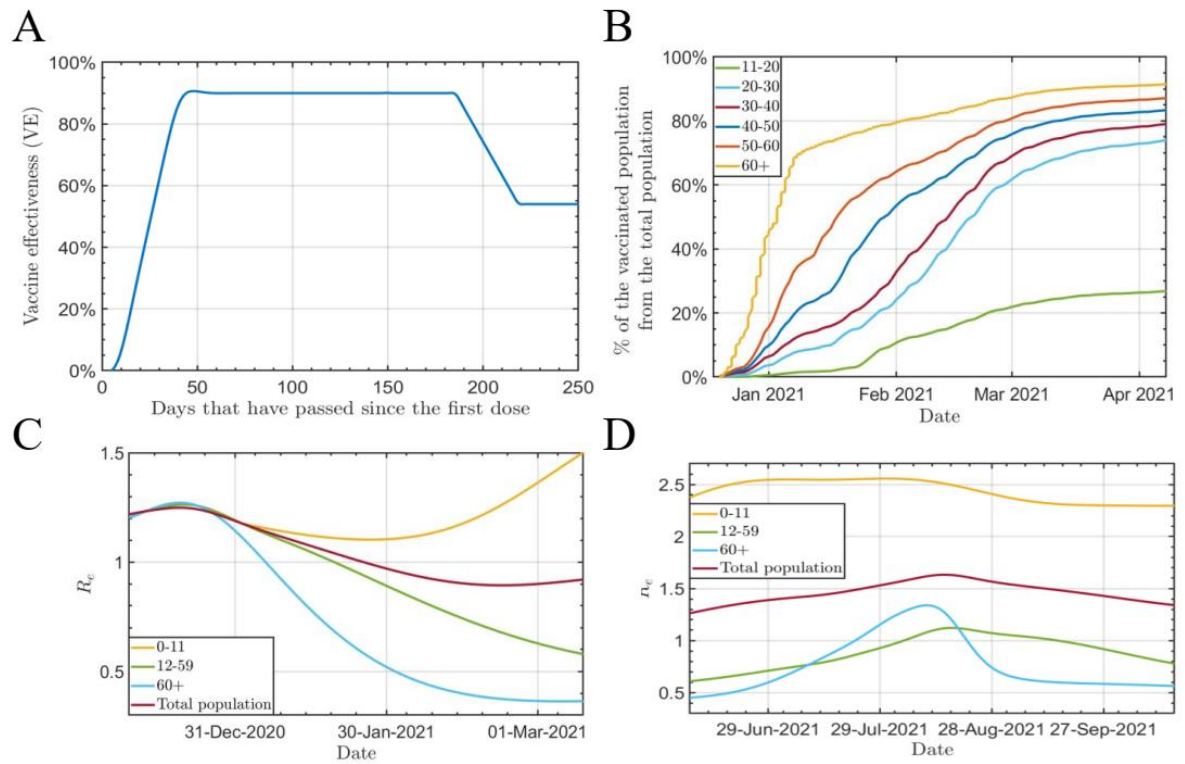 A
100%
80%
60%
40%
20%
0%
Vaccine effectiveness (VE)
0 50 100 150 200 250
Days that have passed since the first dose
B
100%
80%
60%
40%
20%
0%
% of the vaccinated population
from the total population
11-20
20-30
30-40
40-50
50-60
60+
Jan 2021 Feb 2021 Mar 2021 Apr 2021
Date
C
1.5
1
0.5
Re
0-11
12-59
60+
Total population
31-Dec-2020 30-Jan-2021 01-Mar-2021
Date
D
2.5
2
1.5
1
0.5
0-11
12-59
60+
Total population
29-Jun-2021 29-Jul-2021 28-Aug-2021 27-Sep-2021
Date